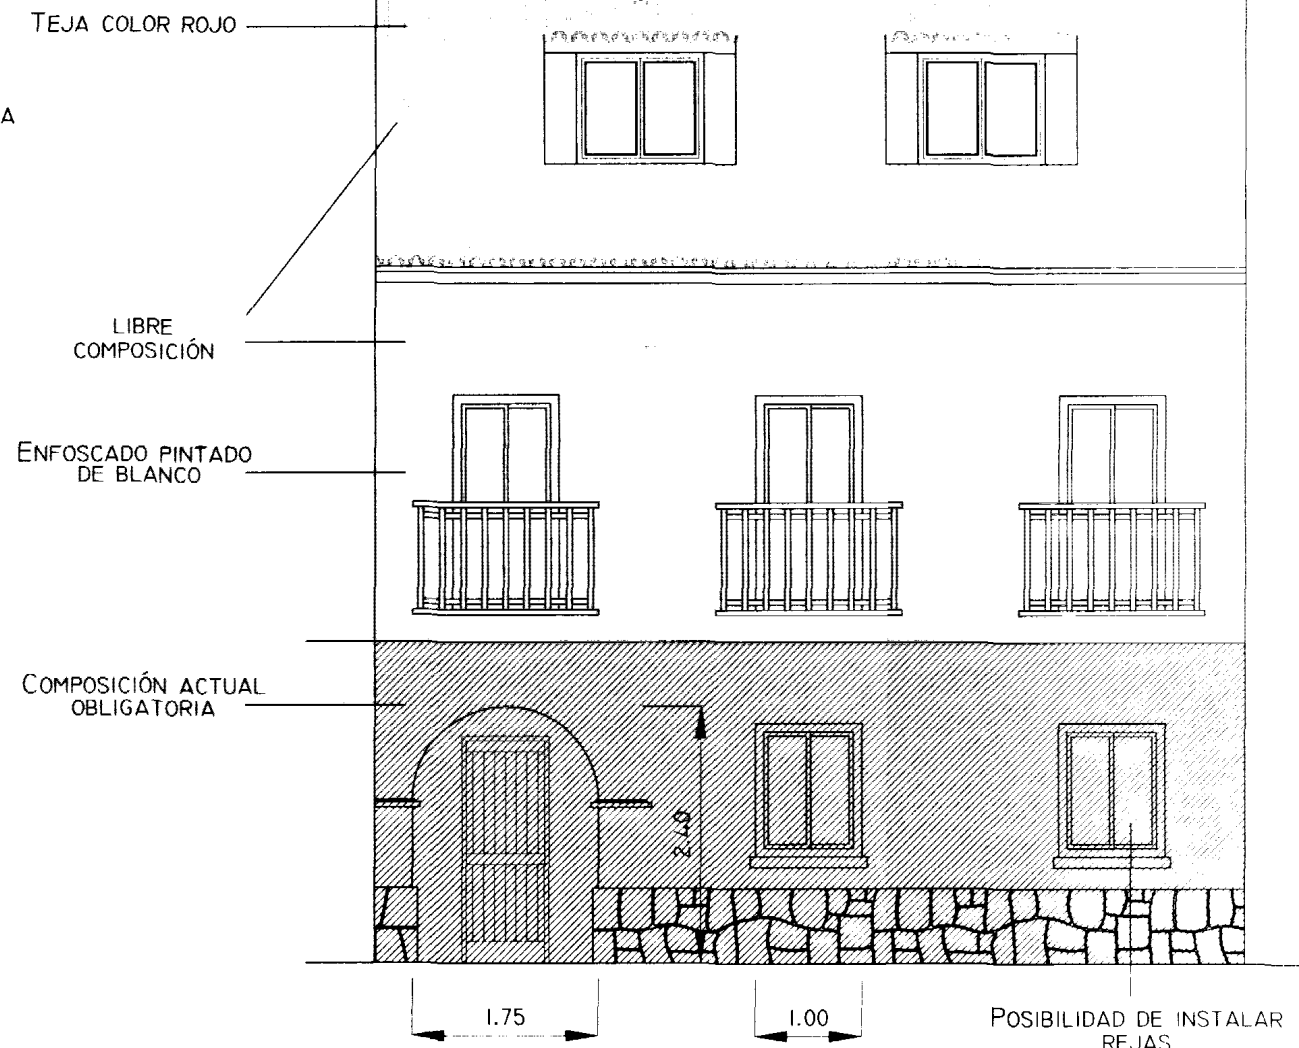 TEJA COLOR ROJO
A
LIBRE
COMPOSICIÓN
ENFOSCADO PINTADO
DE BLANCO
COMPOSICIÓN ACTUAL
OBLIGATORIA
2.40
1.75
1.00
POSIBILIDAD DE INSTALAR
REJAS